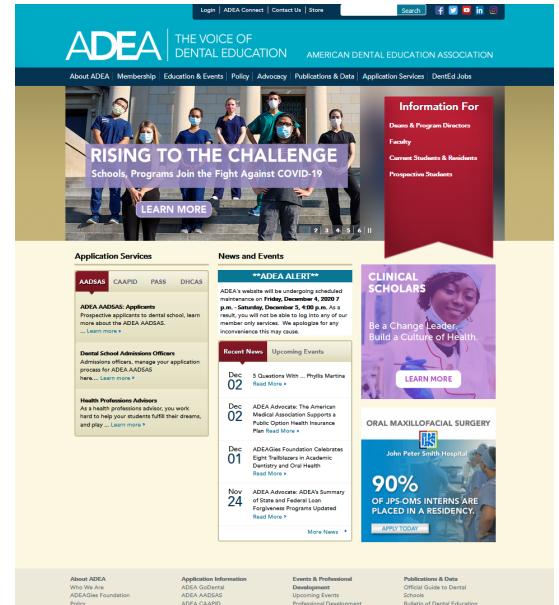 Login | ADEA Connect | Contact Us | Store
Search
ADEA
THE VOICE OF
DENTAL EDUCATION
AMERICAN DENTAL EDUCATION ASSOCIATION
About ADEA | Membership | Education & Events | Policy | Advocacy | Publications & Data | Application Services | DentEd Jobs
RISING TO THE CHALLENGE
Schools, Programs Join the Fight Against COVID-19
LEARN MORE
2 3 4 5 6 ||
Information For
Deans & Program Directors
Faculty
Current Students & Residents
Prospective Students
Application Services
AADSAS CAAPID PASS DHCAS
ADEA AADSAS: Applicants
Prospective applicants to dental school, learn
more about the ADEA AADSAS.
... Learn more
Dental School Admissions Officers
Admissions officers, manage your application
process for ADEA AADSAS
here.... Learn more
Health Professions Advisors
As a health professions advisor, you work
hard to help your students fulfill their dreams,
and play ... Learn more
News and Events
**ADEA ALERT**
ADEA's website will be undergoing scheduled
maintenance on Friday, December 4, 2020 7
p.m. - Saturday, December 5, 4:00 p.m. As a
result, you will not be able to log into any of our
member only services. We apologize for any
inconvenience this may cause.
Recent News Upcoming Events
Dec
02
5 Questions With ... Phyllis Martina
Read More
Dec
02
ADEA Advocate: The American
Medical Association Supports a
Public Option Health Insurance
Plan Read More
Dec
01
ADEAGies Foundation Celebrates
Eight Trailblazers in Academic
Dentistry and Oral Health
Read More
Nov
24
ADEA Advocate: ADEA's Summary
of State and Federal Loan
Forgiveness Programs Updated
Read More
More News
CLINICAL
SCHOLARS
Be a Change Leader.
Build a Culture of Health.
LEARN MORE
ORAL MAXILLOFACIAL SURGERY
JPS
John Peter Smith Hospital
90%
OF JPS-OMS INTERNS ARE
PLACED IN A RESIDENCY.
APPLY TODAY
About ADEA
Who We Are
ADEAGies Foundation
Policy
Application Information
ADEA GoDental
ADEA AADSAS
ADEA CAAPID
Events & Professional
Development
Upcoming Events
Professional Development
Publications & Data
Official Guide to Dental
Schools
Bulletin of Dental Education